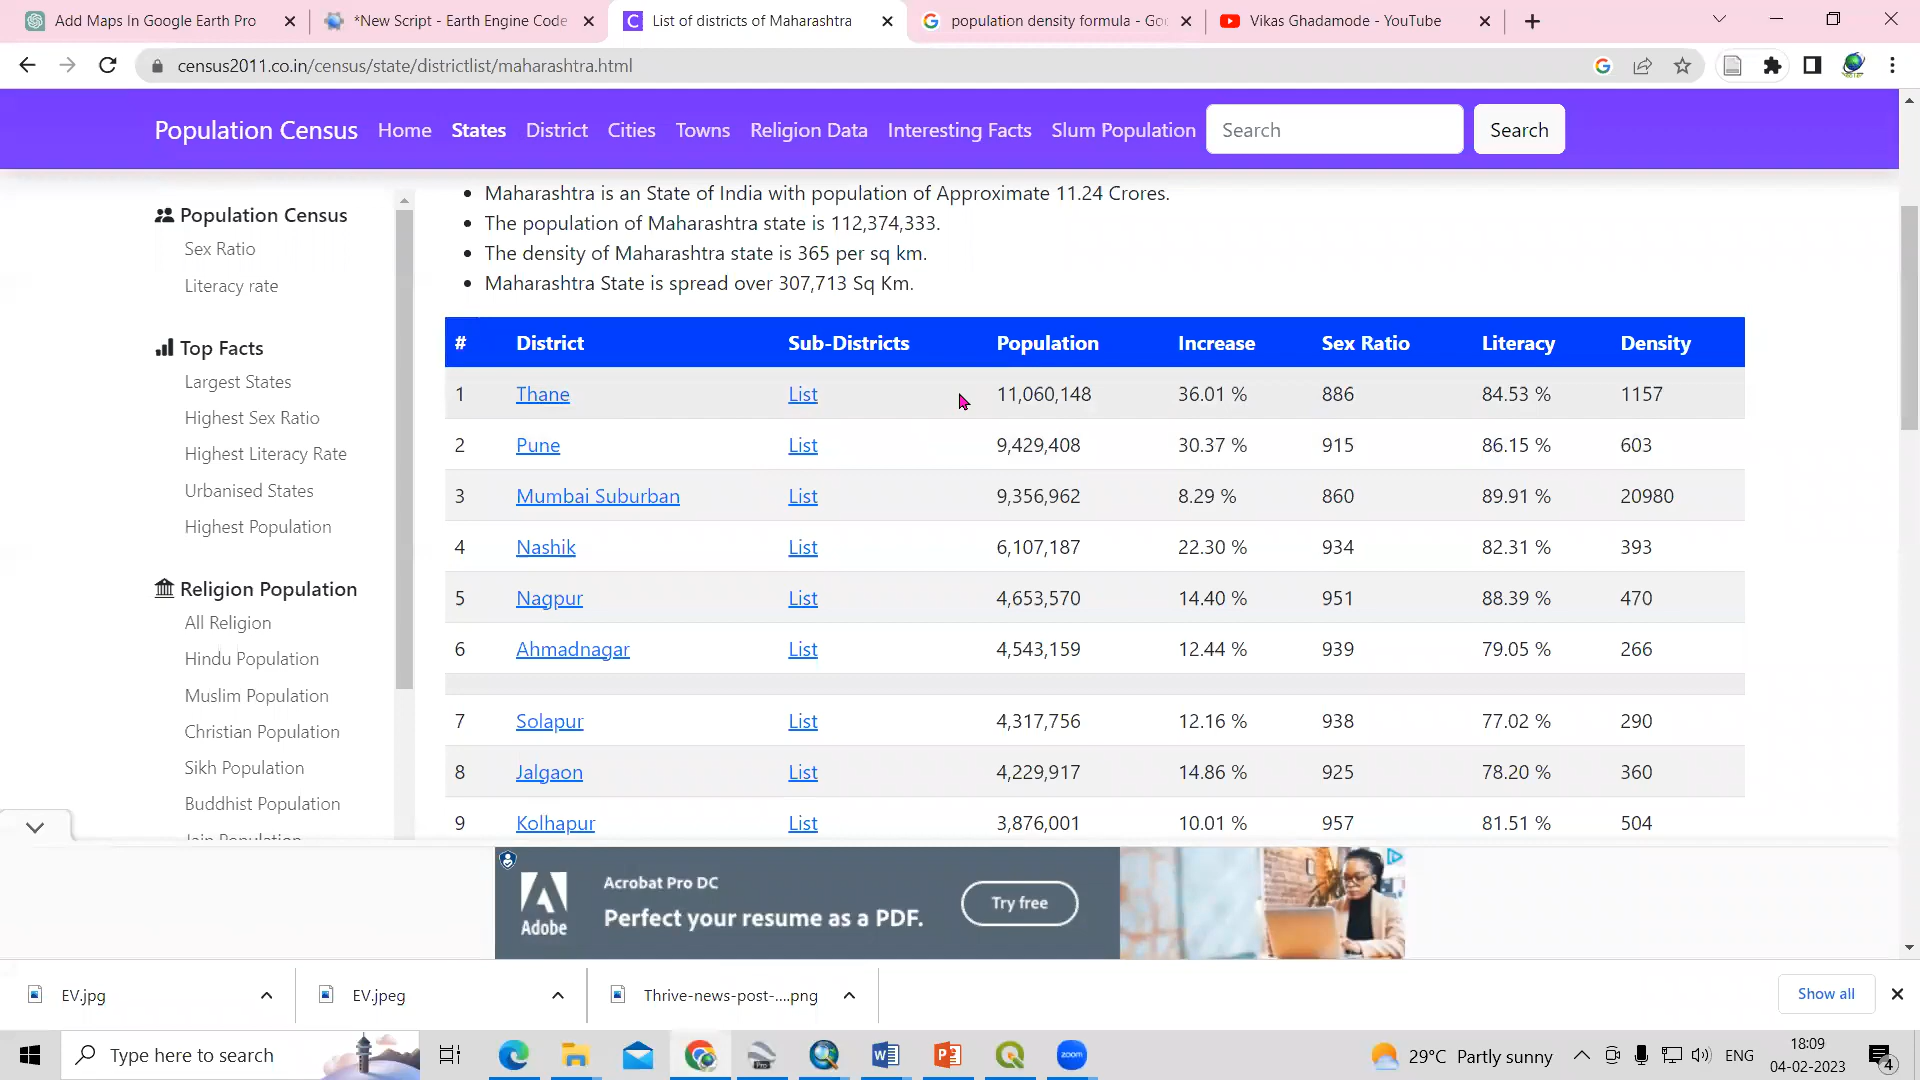 Add Maps In Google Earth Pro
*New Script - Earth Engine Code
List of districts of Maharashtra
population density formula - Goo
Vikas Ghadamode - YouTube
census2011.co.in/census/state/districtlist/maharashtra.html
Population Census Home States District Cities Towns Religion Data Interesting Facts Slum Population Search Search
Population Census
Sex Ratio
Literacy rate
Top Facts
Largest States
Highest Sex Ratio
Highest Literacy Rate
Urbanised States
Highest Population
Religion Population
All Religion
Hindu Population
Muslim Population
Christian Population
Sikh Population
Buddhist Population
Jain Population
Maharashtra is an State of India with population of Approximate 11.24 Crores.
The population of Maharashtra state is 112,374,333.
The density of Maharashtra state is 365 per sq km.
Maharashtra State is spread over 307,713 Sq Km.
# District Sub-Districts Population Increase Sex Ratio Literacy Density
1 Thane List 11,060,148 36.01 % 886 84.53 % 1157
2 Pune List 9,429,408 30.37 % 915 86.15 % 603
3 Mumbai Suburban List 9,356,962 8.29 % 860 89.91 % 20980
4 Nashik List 6,107,187 22.30 % 934 82.31 % 393
5 Nagpur List 4,653,570 14.40 % 951 88.39 % 470
6 Ahmadnagar List 4,543,159 12.44 % 939 79.05 % 266
7 Solapur List 4,317,756 12.16 % 938 77.02 % 290
8 Jalgaon List 4,229,917 14.86 % 925 78.20 % 360
9 Kolhapur List 3,876,001 10.01 % 957 81.51 % 504
Adobe
Acrobat Pro DC
Perfect your resume as a PDF.
Try free
EV.jpg
EV.jpeg
Thrive-news-post-....png
Show all
Type here to search
Pro
zoom
29°C Partly sunny
ENG
18:09
04-02-2023
4